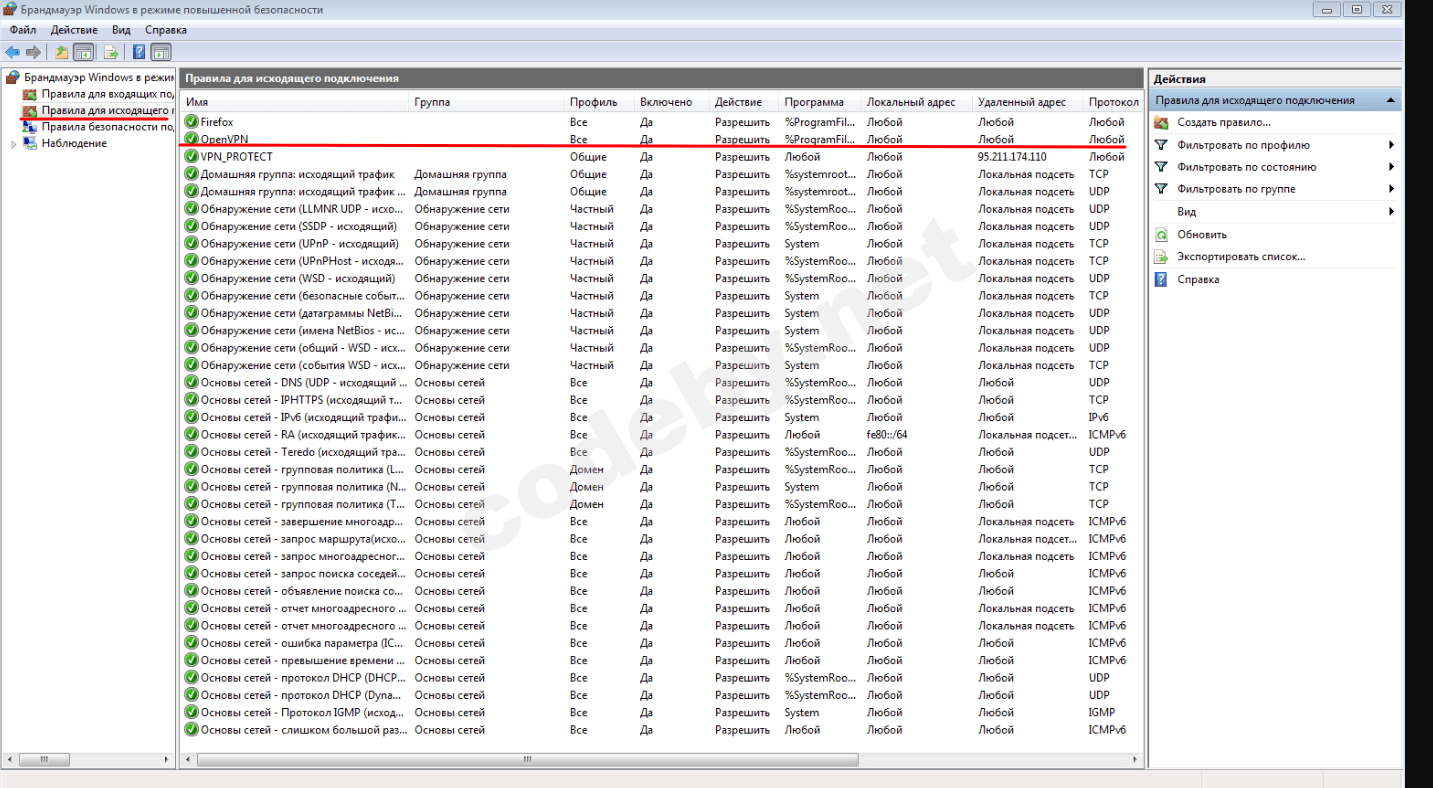 Брандмауэр Windows в режиме повышенной безопасности
Файл Действие Вид Справка
Брандмауэр Windows в режи
Правила для входящих по
Правила для исходящего г
Правила безопасности по
Наблюдение
Правила для исходящего подключения
Имя Группа Профиль Включено Действие Программа Локальный адрес Удаленный адрес Протокол
Firefox Все Да Разрешить %ProgramFil... Любой Любой Любой
OpenVPN Все Да Разрешить %ProgramFil... Любой Любой Любой
VPN_PROTECT Общие Да Разрешить Любой Любой 95.211.174.110 Любой
Домашняя группа: исходящий трафик Домашняя группа Общие Да Разрешить %systemroot... Любой Локальная подсеть TCP
Домашняя группа: исходящий трафик ... Домашняя группа Общие Да Разрешить %systemroot... Любой Локальная подсеть UDP
Обнаружение сети (LLMNR UDP - исхо... Обнаружение сети Частный Да Разрешить %SystemRoo... Любой Локальная подсеть UDP
Обнаружение сети (SSDP - исходящий) Обнаружение сети Частный Да Разрешить %SystemRoo... Любой Локальная подсеть UDP
Обнаружение сети (UPnP - исходящий) Обнаружение сети Частный Да Разрешить System Любой Локальная подсеть TCP
Обнаружение сети (UPnPHost - исходя... Обнаружение сети Частный Да Разрешить %SystemRoo... Любой Локальная подсеть TCP
Обнаружение сети (WSD - исходящий) Обнаружение сети Частный Да Разрешить %SystemRoo... Любой Локальная подсеть UDP
Обнаружение сети (безопасные событ... Обнаружение сети Частный Да Разрешить System Любой Локальная подсеть TCP
Обнаружение сети (датаграммы NetBi... Обнаружение сети Частный Да Разрешить System Любой Локальная подсеть UDP
Обнаружение сети (имена NetBios - ис... Обнаружение сети Частный Да Разрешить System Любой Локальная подсеть UDP
Обнаружение сети (общий - WSD - исх... Обнаружение сети Частный Да Разрешить %SystemRoo... Любой Локальная подсеть UDP
Обнаружение сети (события WSD - исх... Обнаружение сети Частный Да Разрешить System Любой Локальная подсеть TCP
Основы сетей - DNS (UDP - исходящий ... Основы сетей Все Да Разрешить %SystemRoo... Любой Любой UDP
Основы сетей - IPHTTPS (исходящий т... Основы сетей Все Да Разрешить %SystemRoo... Любой Любой TCP
Основы сетей - IPv6 (исходящий трафи... Основы сетей Все Да Разрешить System Любой Любой IPv6
Основы сетей - RA (исходящий трафик... Основы сетей Все Да Разрешить Любой fe80::/64 Локальная подсет... ICMPv6
Основы сетей - Teredo (исходящий тра... Основы сетей Все Да Разрешить %SystemRoo... Любой Любой UDP
Основы сетей - групповая политика (L... Основы сетей Домен Да Разрешить %SystemRoo... Любой Любой TCP
Основы сетей - групповая политика (N... Основы сетей Домен Да Разрешить System Любой Любой TCP
Основы сетей - групповая политика (T... Основы сетей Домен Да Разрешить %SystemRoo... Любой Любой TCP
Основы сетей - завершение многоадр... Основы сетей Все Да Разрешить Любой Любой Локальная подсеть ICMPv6
Основы сетей - запрос маршрута(исхо... Основы сетей Все Да Разрешить Любой Любой Локальная подсет... ICMPv6
Основы сетей - запрос многоадресног... Основы сетей Все Да Разрешить Любой Любой Локальная подсеть ICMPv6
Основы сетей - запрос поиска соседей... Основы сетей Все Да Разрешить Любой Любой Любой ICMPv6
Основы сетей - объявление поиска со... Основы сетей Все Да Разрешить Любой Любой Любой ICMPv6
Основы сетей - отчет многоадресного ... Основы сетей Все Да Разрешить Любой Любой Локальная подсеть ICMPv6
Основы сетей - отчет многоадресного ... Основы сетей Все Да Разрешить Любой Любой Локальная подсеть ICMPv6
Основы сетей - ошибка параметра (IC... Основы сетей Все Да Разрешить Любой Любой Любой ICMPv6
Основы сетей - превышение времени ... Основы сетей Все Да Разрешить Любой Любой Любой ICMPv6
Основы сетей - протокол DHCP (DHCP... Основы сетей Все Да Разрешить %SystemRoo... Любой Любой UDP
Основы сетей - протокол DHCP (Dyna... Основы сетей Все Да Разрешить %SystemRoo... Любой Любой UDP
Основы сетей - Протокол IGMP (исход... Основы сетей Все Да Разрешить System Любой Любой IGMP
Основы сетей - слишком большой раз... Основы сетей Все Да Разрешить Любой Любой Любой ICMPv6
codeby.net
Действия
Правила для исходящего подключения
Создать правило...
Фильтровать по профилю
Фильтровать по состоянию
Фильтровать по группе
Вид
Обновить
Экспортировать список...
Справка